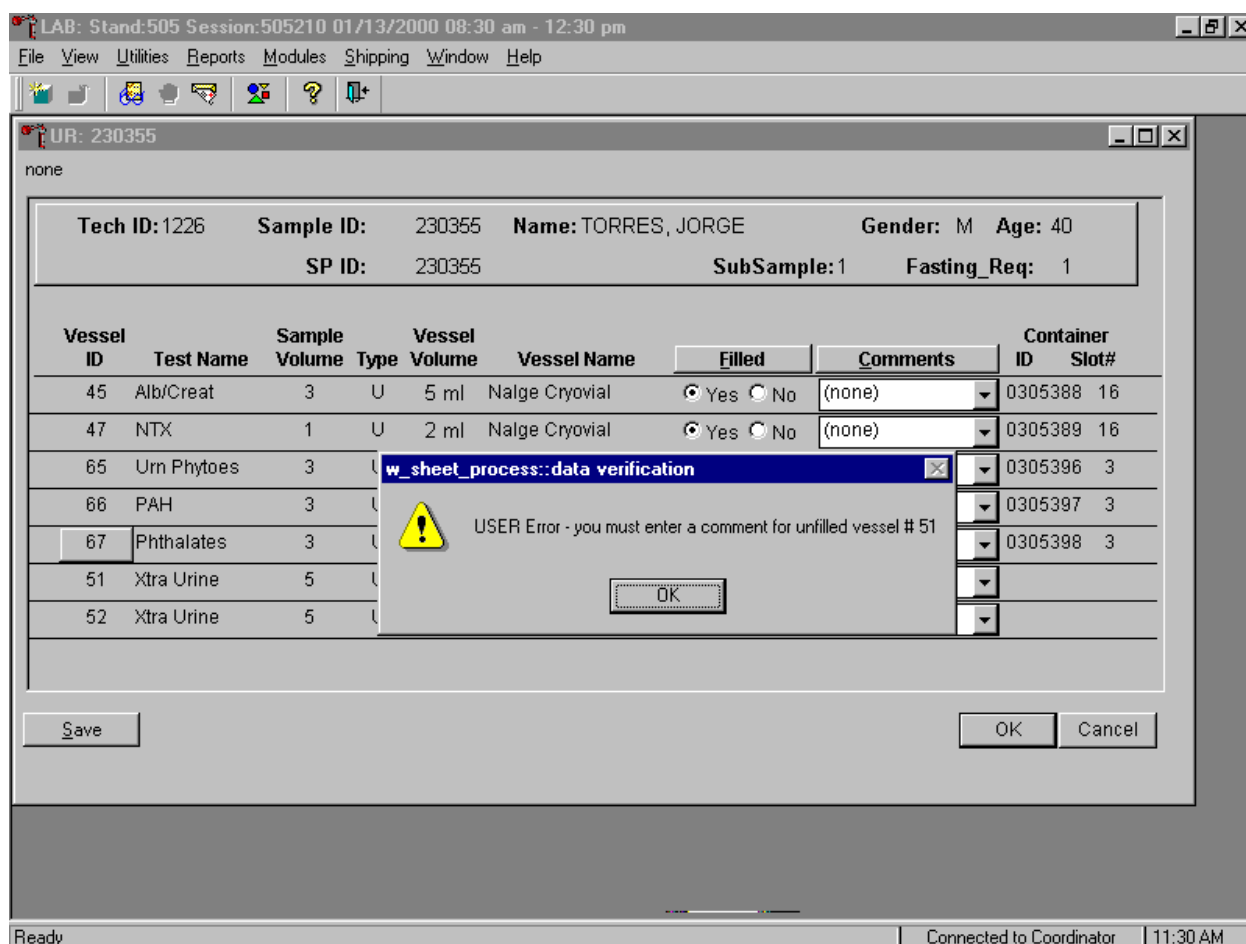 LAB: Stand:505 Session:505210 01/13/2000 08:30 am - 12:30 pm
File View Utilities Reports Modules Shipping Window Help
UR: 230355
none
Tech ID: 1226 Sample ID: 230355 Name: TORRES, JORGE Gender: M Age: 40
SP ID: 230355 SubSample: 1 Fasting_Req: 1
Vessel Sample Vessel Container
ID Test Name Volume Type Volume Vessel Name Filled Comments ID Slot#
45 Alb/Creat 3 U 5 ml Nalge Cryovial Yes No (none) 0305388 16
47 NTX 1 U 2 ml Nalge Cryovial Yes No (none) 0305389 16
65 Urn Phytoes 3 0305396 3
66 PAH 3 0305397 3
67 Phthalates 3 0305398 3
51 Xtra Urine 5
52 Xtra Urine 5
w_sheet_process::data verification
USER Error - you must enter a comment for unfilled vessel # 51
OK
Save OK Cancel
Ready Connected to Coordinator 11:30 AM